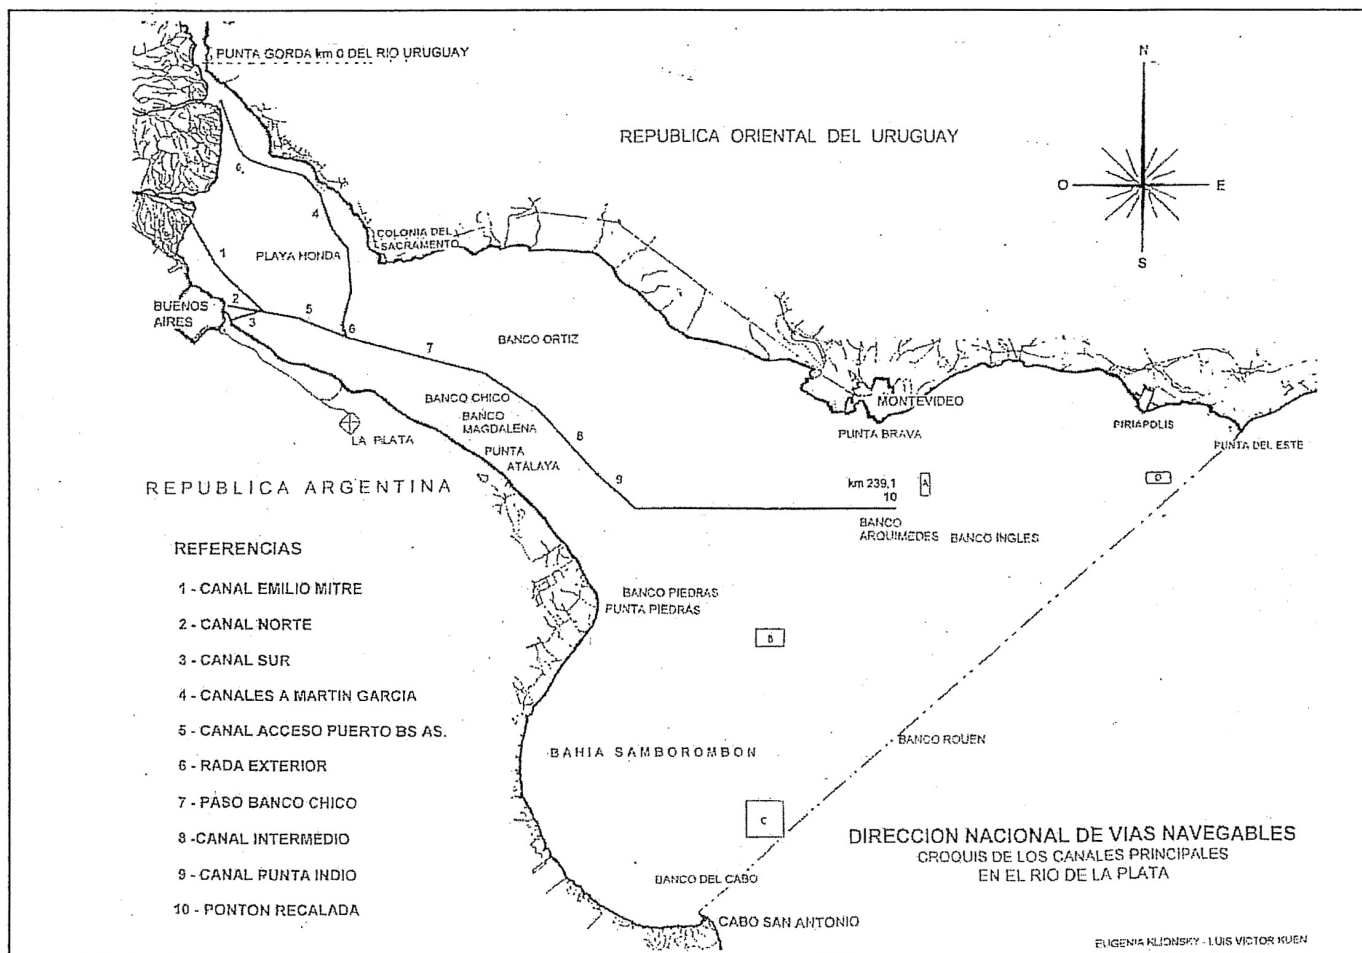 PUNTA GORDA km 0 DEL RIO URUGUAY
REPUBLICA ORIENTAL DEL URUGUAY
N
O
E
S
6
4
COLONIA DEL
SACRAMENTO
1
PLAYA HONDA
2
BUENOS
AIRES
3
5
6
7
BANCO ORTIZ
BANCO CHICO
BANCO
MAGDALENA
8
MONTEVIDEO
PUNTA BRAVA
PIRIAPOLIS
PUNTA DEL ESTE
LA PLATA
PUNTA
ATALAYA
9
km 239,1
10
A
D
REPUBLICA ARGENTINA
BANCO
ARQUIMEDES
BANCO INGLES
REFERENCIAS
1 - CANAL EMILIO MITRE
2 - CANAL NORTE
3 - CANAL SUR
4 - CANALES A MARTIN GARCIA
5 - CANAL ACCESO PUERTO BS AS.
6 - RADA EXTERIOR
7 - PASO BANCO CHICO
8 -CANAL INTERMEDIO
9 - CANAL PUNTA INDIO
10 - PONTON RECALADA
BANCO PIEDRAS
PUNTA PIEDRAS
B
BAHIA SAMBOROMBON
BANCO ROUEN
C
BANCO DEL CABO
CABO SAN ANTONIO
DIRECCION NACIONAL DE VIAS NAVEGABLES
CROQUIS DE LOS CANALES PRINCIPALES
EN EL RIO DE LA PLATA
EUGENIA KLIONSKY - LUIS VICTOR KUEN